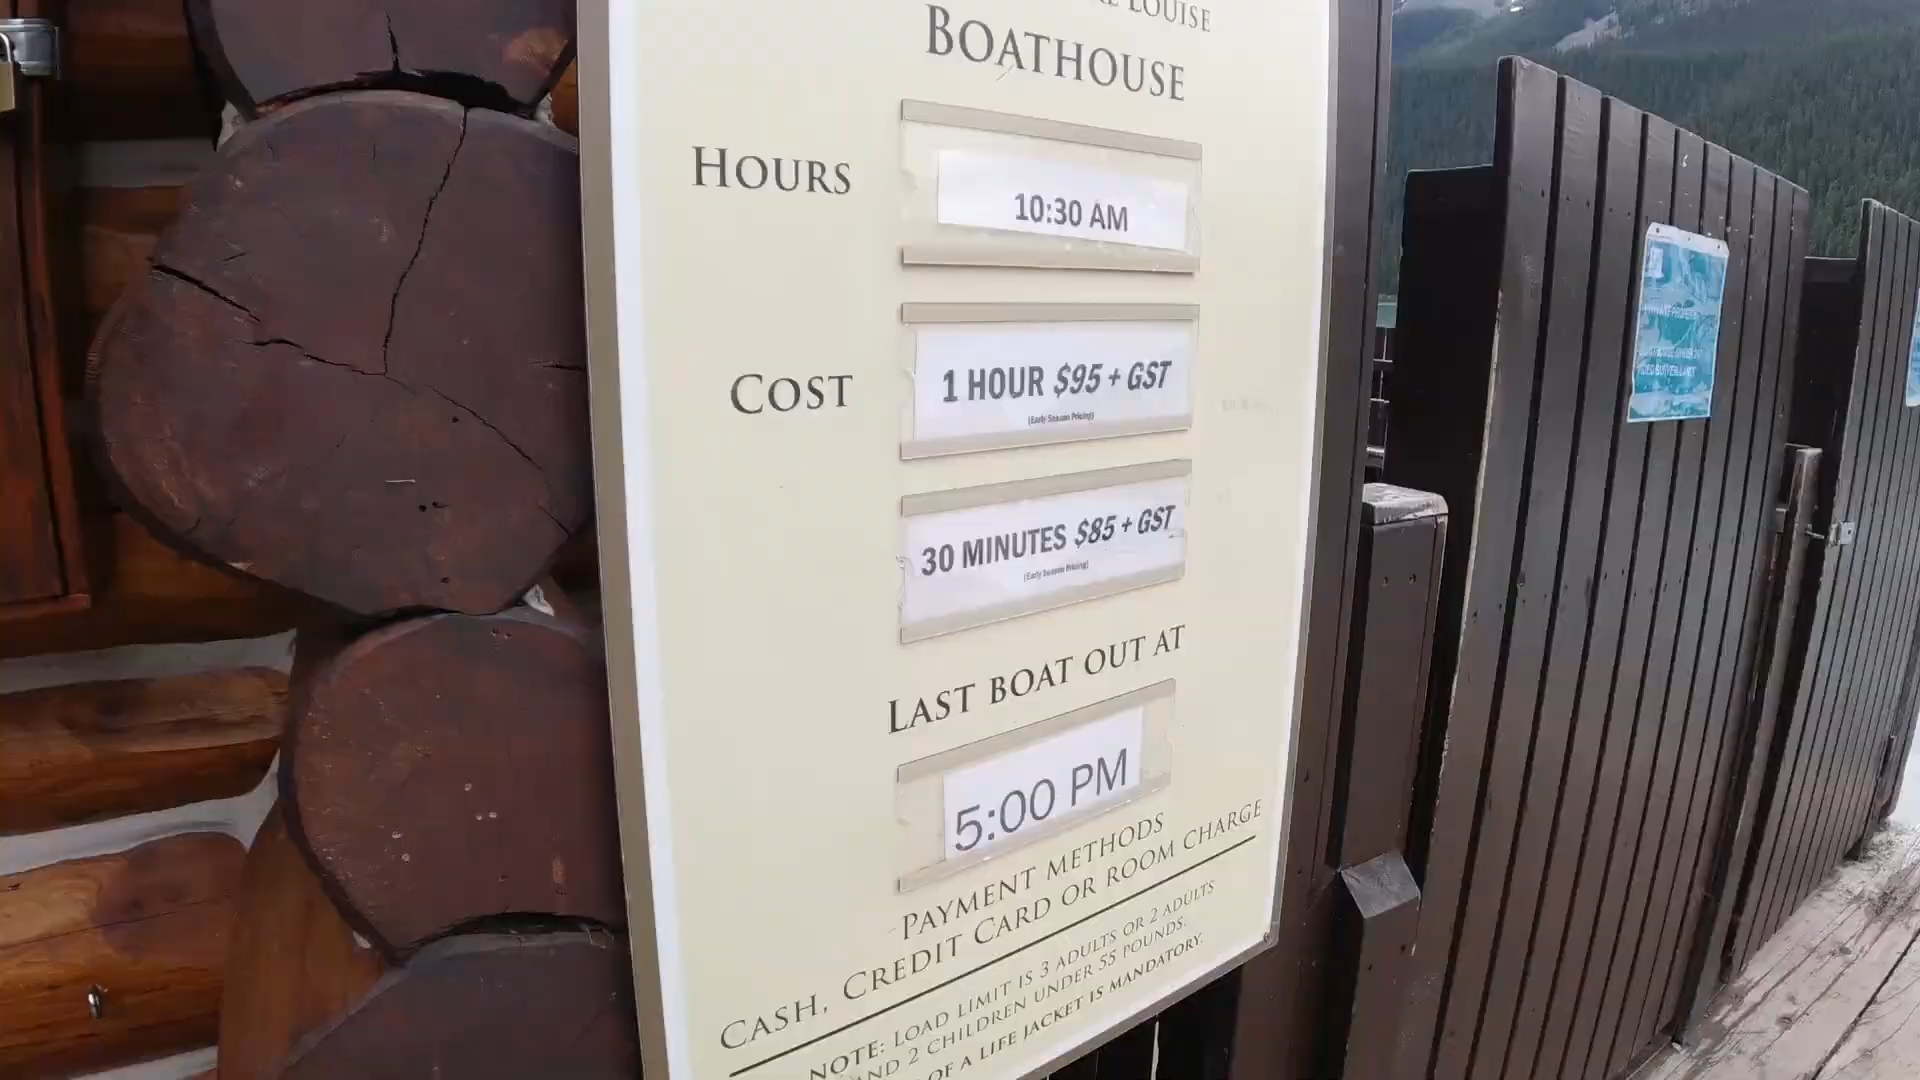 LOUISE
BOATHOUSE
HOURS
10:30 AM
COST
1 HOUR $95 + GST
(Early Season Pricing)
30 MINUTES $85 + GST
(Early Season Pricing)
LAST BOAT OUT AT
5:00 PM
PAYMENT METHODS
CASH, CREDIT CARD OR ROOM CHARGE
NOTE: LOAD LIMIT IS 3 ADULTS OR 2 ADULTS
AND 2 CHILDREN UNDER 55 POUNDS.
OF A LIFE JACKET IS MANDATORY.